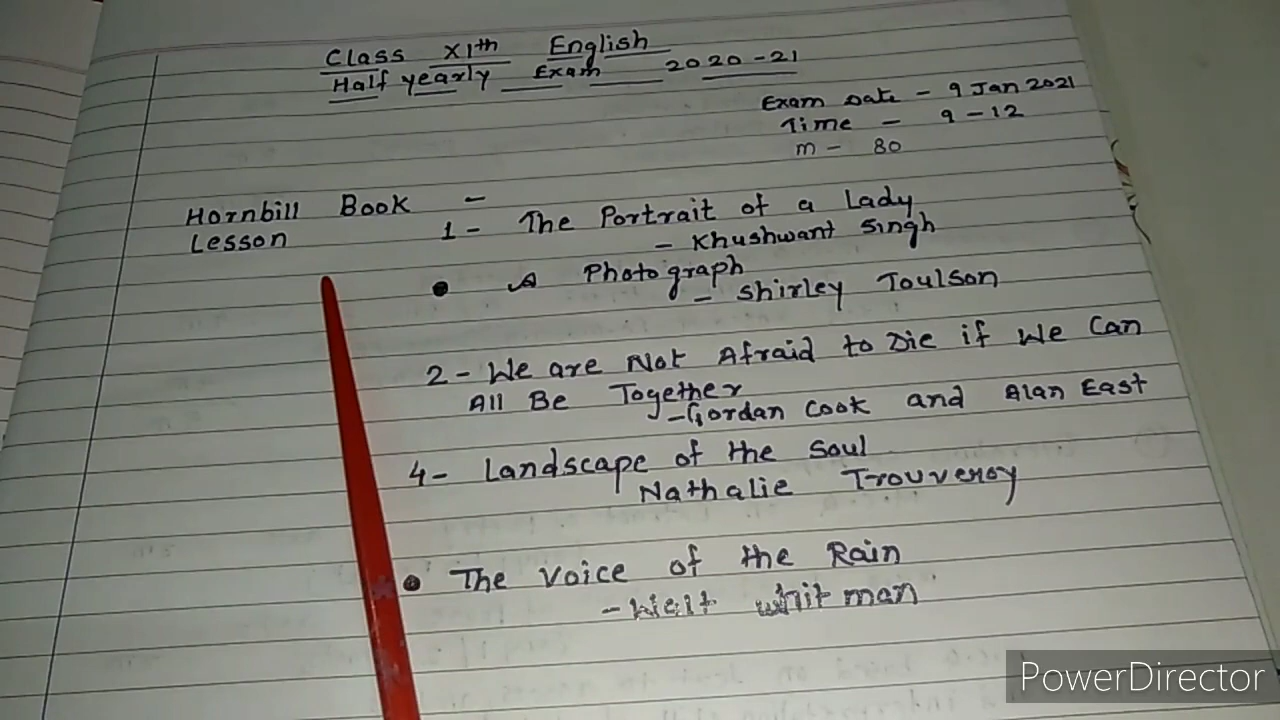 Class XIth English
Half yearly Exam 2020-21
Exam Date - 9 Jan 2021
Time - 9-12
m - 80
Hornbill Book -
Lesson
1- The Portrait of a Lady
- Khushwant Singh
• A Photograph
- Shirley Toulson
2- We are Not Afraid to Die if We Can
All Be Together
- Gordan Cook and Alan East
4- Landscape of the Soul
Nathalie Trouveroy
• The Voice of the Rain
- Walt Whitman
PowerDirector